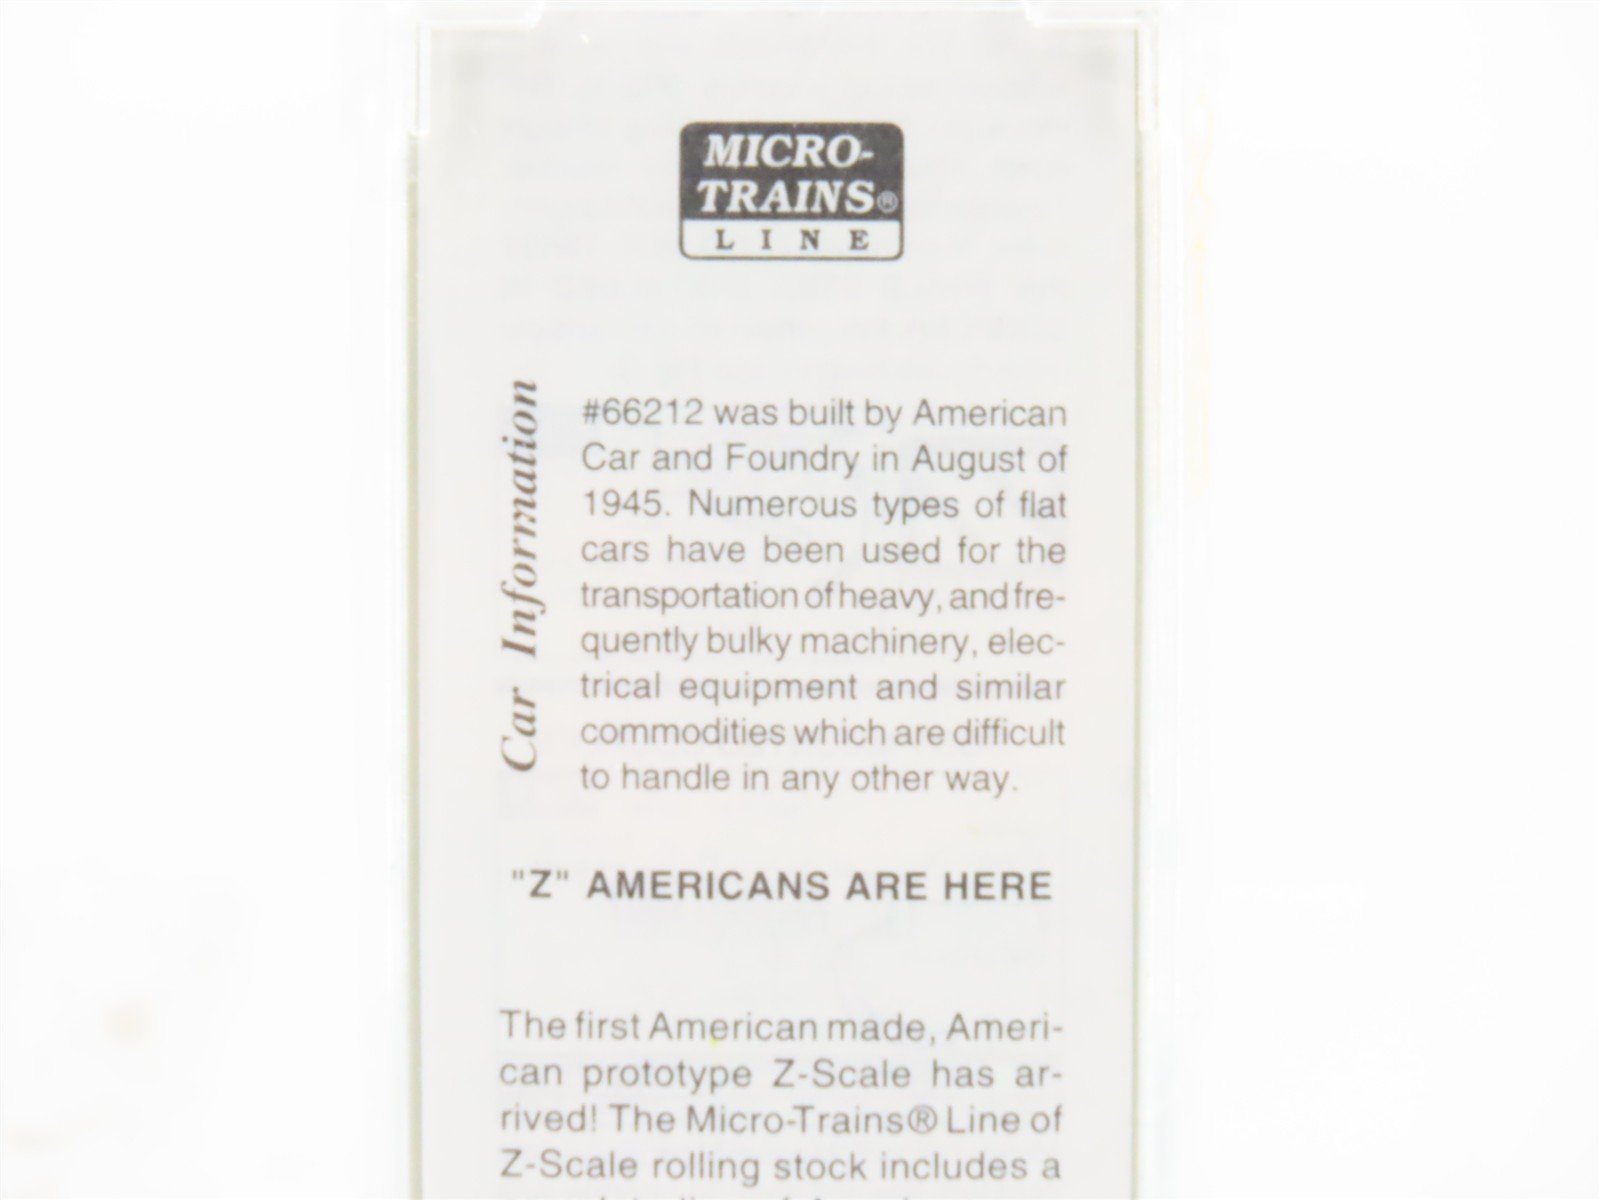 MICRO-
TRAINS®
LINE
Car Information
#66212 was built by American
Car and Foundry in August of
1945. Numerous types of flat
cars have been used for the
transportation of heavy, and fre-
quently bulky machinery, elec-
trical equipment and similar
commodities which are difficult
to handle in any other way.
"Z" AMERICANS ARE HERE
The first American made, Ameri-
can prototype Z-Scale has ar-
rived! The Micro-Trains® Line of
Z-Scale rolling stock includes a